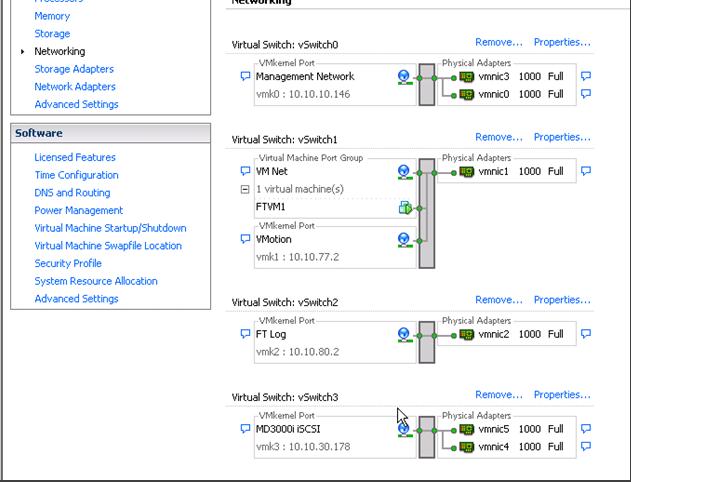 Processors
Memory
Storage
Networking
Storage Adapters
Network Adapters
Advanced Settings
Software
Licensed Features
Time Configuration
DNS and Routing
Power Management
Virtual Machine Startup/Shutdown
Virtual Machine Swapfile Location
Security Profile
System Resource Allocation
Advanced Settings
Networking
Virtual Switch: vSwitch0
Remove... Properties...
VMkernel Port
Physical Adapters
Management Network
vmnic3 1000 Full
vmk0 : 10.10.10.146
vmnic0 1000 Full
Virtual Switch: vSwitch1
Remove... Properties...
Virtual Machine Port Group
Physical Adapters
VM Net
vmnic1 1000 Full
1 virtual machine(s)
FTVM1
VMkernel Port
VMotion
vmk1 : 10.10.77.2
Virtual Switch: vSwitch2
Remove... Properties...
VMkernel Port
Physical Adapters
FT Log
vmnic2 1000 Full
vmk2 : 10.10.80.2
Virtual Switch: vSwitch3
Remove... Properties...
VMkernel Port
Physical Adapters
MD3000i iSCSI
vmnic5 1000 Full
vmk3 : 10.10.30.178
vmnic4 1000 Full